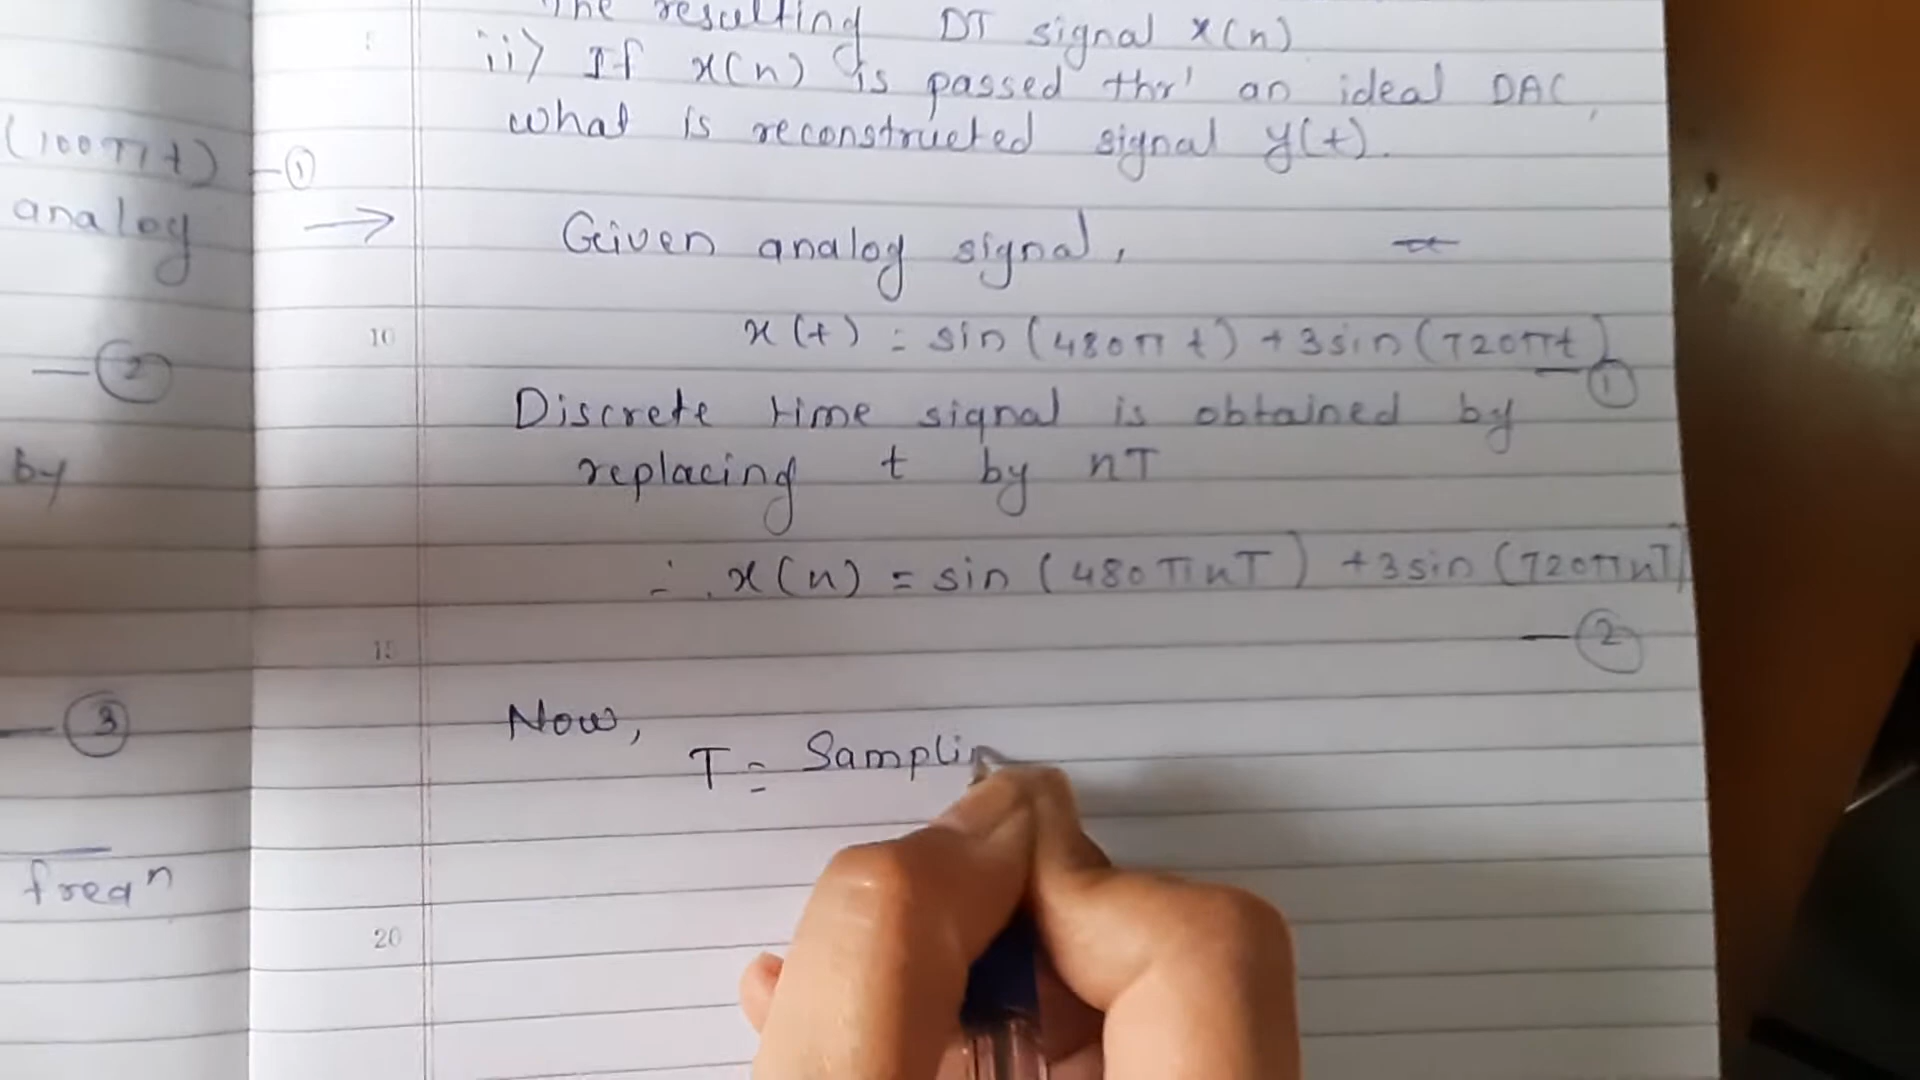 The resulting DT signal x(n)
ii) If x(n) is passed thr' an ideal DAC,
what is reconstructed signal y(t).
(100πt) — ①
analog
→ Given analog signal,
10
x(t) = sin(480πt) + 3sin(720πt)
— ①
— ②
Discrete time signal is obtained by
replacing t by nT
by
∴ x(n) = sin(480πnT) + 3sin(720πnT)
— ②
15
— ③
Now,
T = Samplin
freqⁿ
20